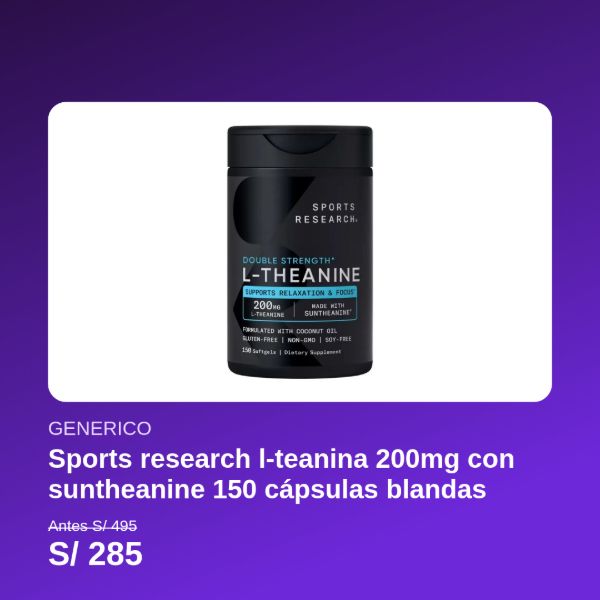 SPORTS
RESEARCH
DOUBLE STRENGTH*
L-THEANINE
SUPPORTS RELAXATION & FOCUS*
200MG L-THEANINE | MADE WITH SUNTHEANINE®
FORMULATED WITH COCONUT OIL
GLUTEN-FREE | NON-GMO | SOY-FREE
150 Softgels | Dietary Supplement
GENERICO
Sports research l-teanina 200mg con
suntheanine 150 cápsulas blandas
Antes S/ 495
S/ 285